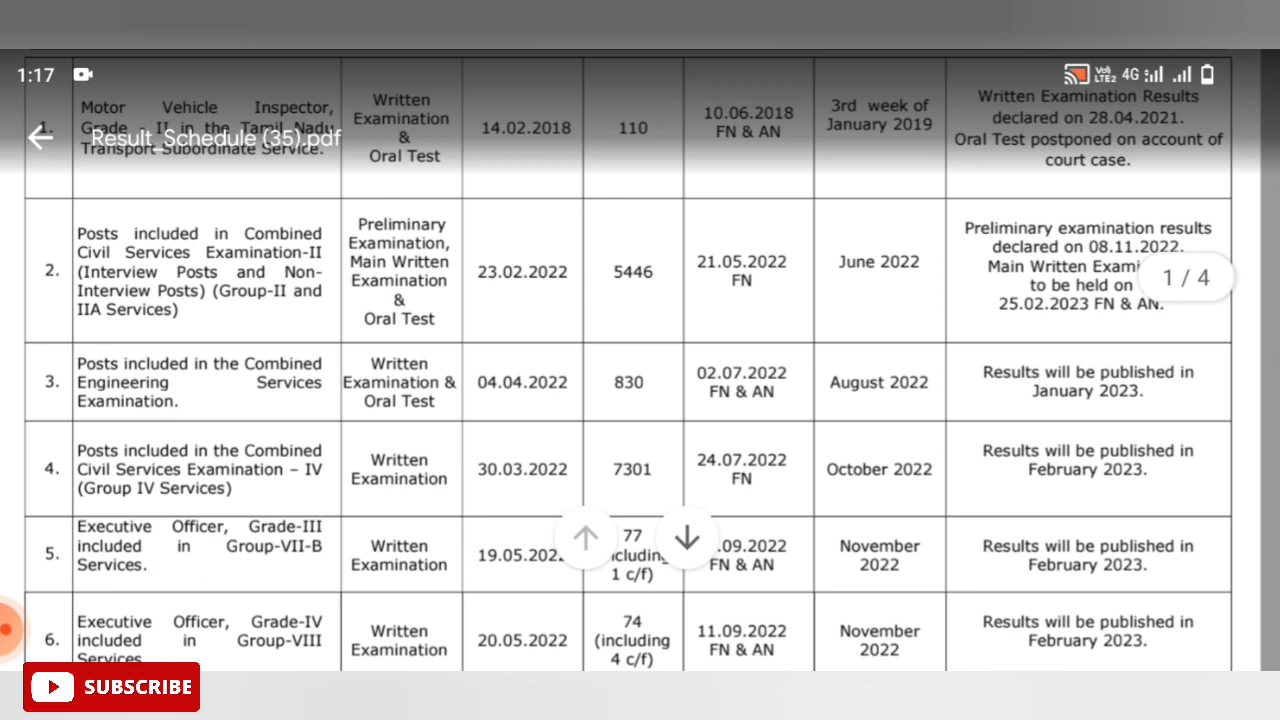 1:17
VoLTE2 4G
Result_Schedule (35).pdf
1.
Motor Vehicle Inspector,
Grade – II in the Tamil Nadu
Transport Subordinate Service.
Written
Examination
&
Oral Test
14.02.2018
110
10.06.2018
FN & AN
3rd week of
January 2019
Written Examination Results
declared on 28.04.2021.
Oral Test postponed on account of
court case.
2.
Posts included in Combined
Civil Services Examination-II
(Interview Posts and Non-
Interview Posts) (Group-II and
IIA Services)
Preliminary
Examination,
Main Written
Examination
&
Oral Test
23.02.2022
5446
21.05.2022
FN
June 2022
Preliminary examination results
declared on 08.11.2022.
Main Written
to be held on
25.02.2023 FN & AN.
1 / 4
3.
Posts included in the Combined
Engineering Services
Examination.
Written
Examination &
Oral Test
04.04.2022
830
02.07.2022
FN & AN
August 2022
Results will be published in
January 2023.
4.
Posts included in the Combined
Civil Services Examination – IV
(Group IV Services)
Written
Examination
30.03.2022
7301
24.07.2022
FN
October 2022
Results will be published in
February 2023.
5.
Executive Officer, Grade-III
included in Group-VII-B
Services.
Written
Examination
77
1 c/f)
FN & AN
November
2022
Results will be published in
February 2023.
6.
Executive Officer, Grade-IV
included in Group-VIII
Services
Written
Examination
20.05.2022
74
(including
4 c/f)
11.09.2022
FN & AN
November
2022
Results will be published in
February 2023.
SUBSCRIBE